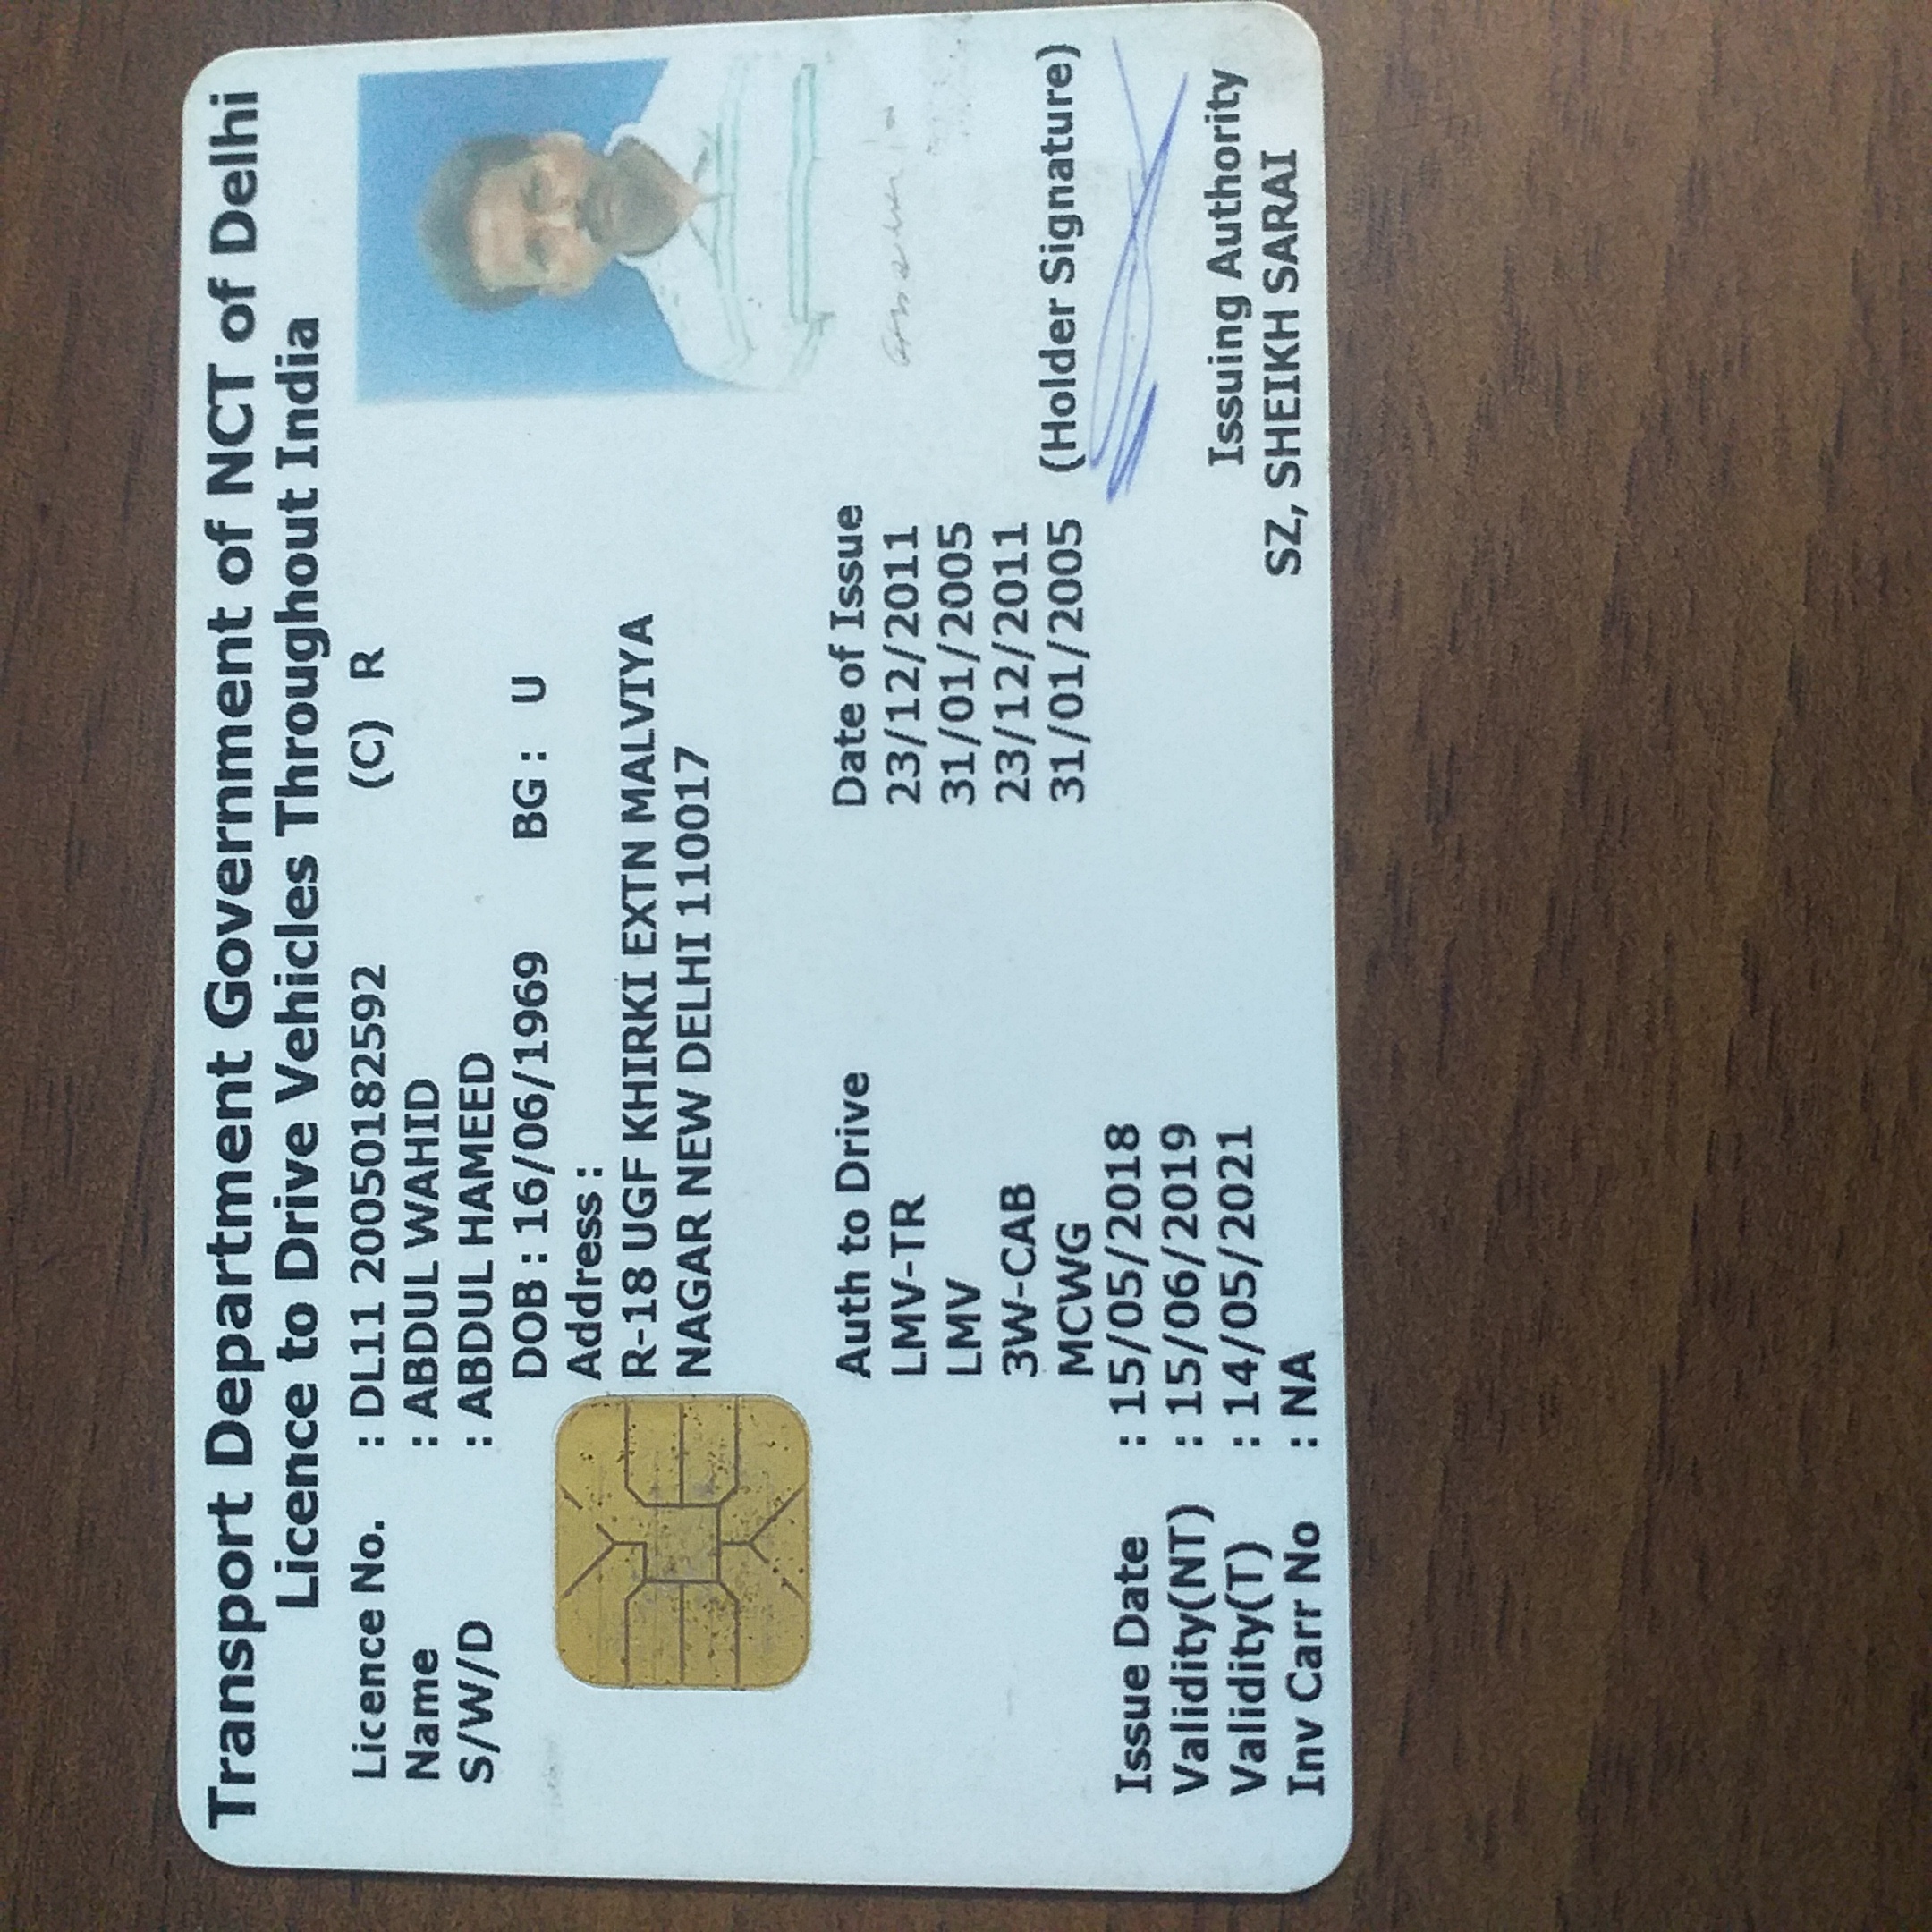 Transport Department Government of NCT of Delhi
Licence to Drive Vehicles Throughout India
Licence No. : DL11 20050182592 (C) R
Name : ABDUL WAHID
S/W/D : ABDUL HAMEED
DOB : 16/06/1969 BG : U
Address :
R-18 UGF KHIRKI EXTN MALVIYA
NAGAR NEW DELHI 110017
Auth to Drive Date of Issue
LMV-TR 23/12/2011
LMV 31/01/2005
3W-CAB 23/12/2011
MCWG 31/01/2005
(Holder Signature)
Issue Date : 15/05/2018
Validity(NT) : 15/06/2019
Validity(T) : 14/05/2021
Inv Carr No : NA
Issuing Authority
SZ, SHEIKH SARAI